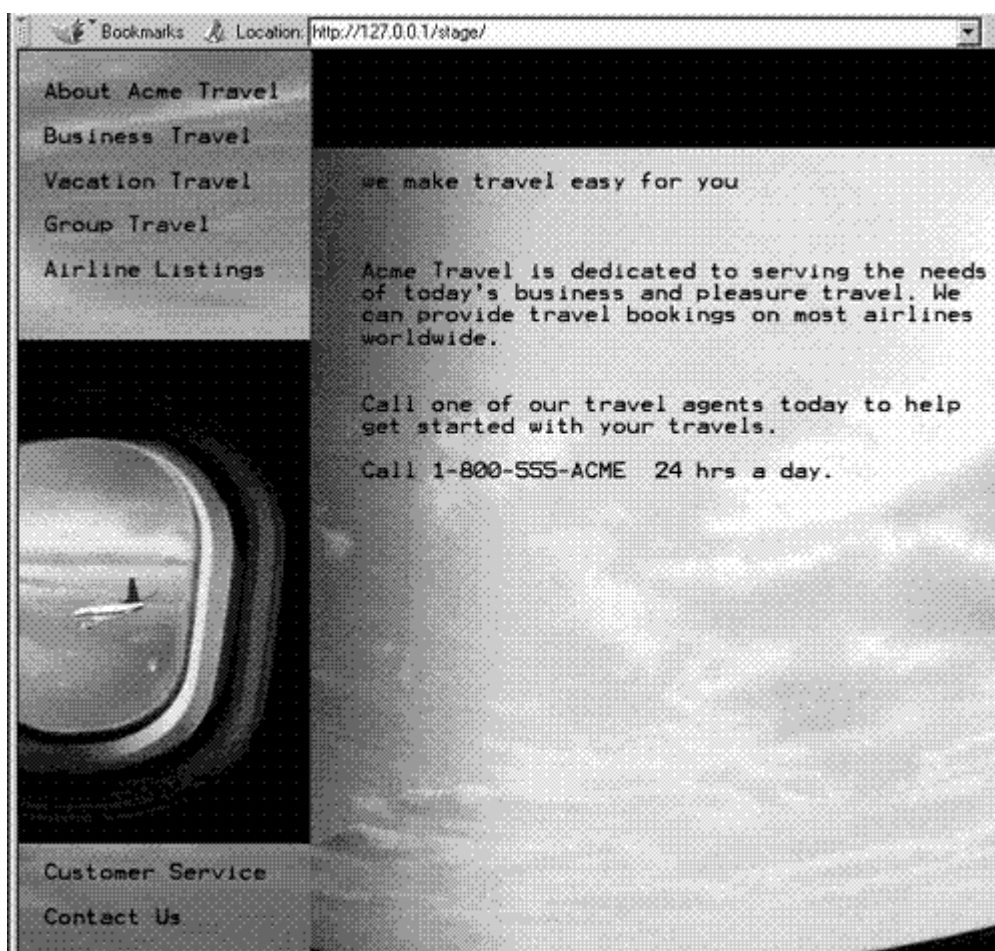 Bookmarks Location: http://127.0.0.1/stage/
About Acme Travel
Business Travel
Vacation Travel
Group Travel
Airline Listings
we make travel easy for you
Acme Travel is dedicated to serving the needs
of today's business and pleasure travel. We
can provide travel bookings on most airlines
worldwide.
Call one of our travel agents today to help
get started with your travels.
Call 1-800-555-ACME 24 hrs a day.
Customer Service
Contact Us